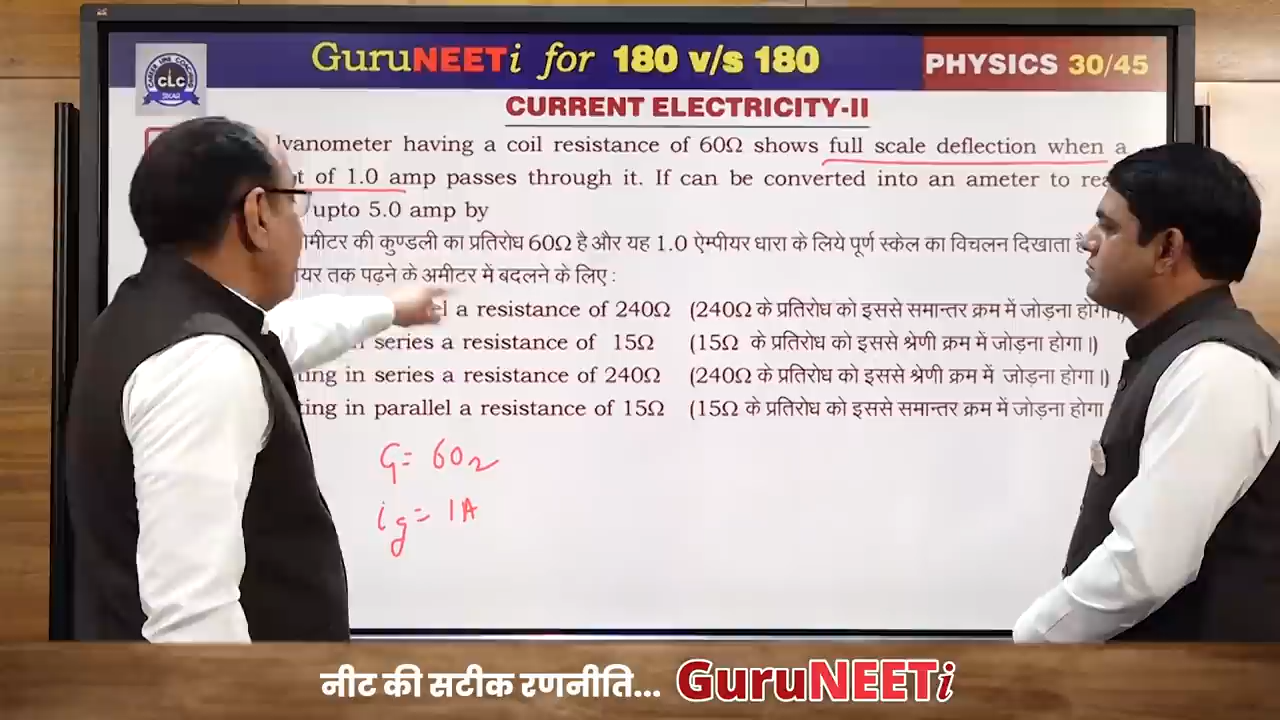 GuruNEETi for 180 v/s 180
PHYSICS 30/45
CAREER LINE COACHING
CLC
SIKAR
CURRENT ELECTRICITY-II
lvanometer having a coil resistance of 60Ω shows full scale deflection when a
t of 1.0 amp passes through it. If can be converted into an ameter to rea
upto 5.0 amp by
मीटर की कुण्डली का प्रतिरोध 60Ω है और यह 1.0 ऐम्पीयर धारा के लिये पूर्ण स्केल का विचलन दिखाता है
यर तक पढ़ने के अमीटर में बदलने के लिए :
l a resistance of 240Ω (240Ω के प्रतिरोध को इससे समान्तर क्रम में जोड़ना होगा।)
series a resistance of 15Ω (15Ω के प्रतिरोध को इससे श्रेणी क्रम में जोड़ना होगा।)
ting in series a resistance of 240Ω (240Ω के प्रतिरोध को इससे श्रेणी क्रम में जोड़ना होगा।)
ting in parallel a resistance of 15Ω (15Ω के प्रतिरोध को इससे समान्तर क्रम में जोड़ना होगा
G= 60Ω
ig= 1A
नीट की सटीक रणनीति... GuruNEETi